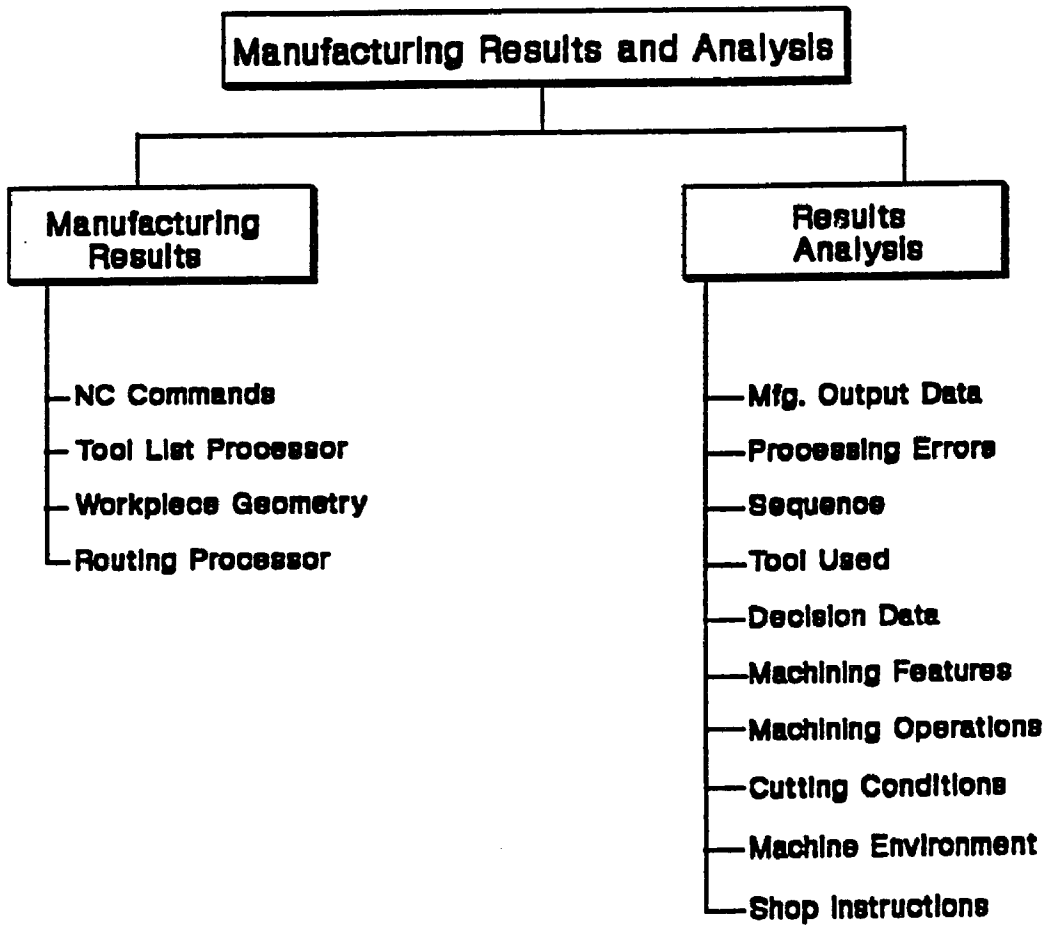 Manufacturing Results and Analysis
Manufacturing
Results
NC Commands
Tool List Processor
Workpiece Geometry
Routing Processor
Results
Analysis
Mfg. Output Data
Processing Errors
Sequence
Tool Used
Decision Data
Machining Features
Machining Operations
Cutting Conditions
Machine Environment
Shop Instructions